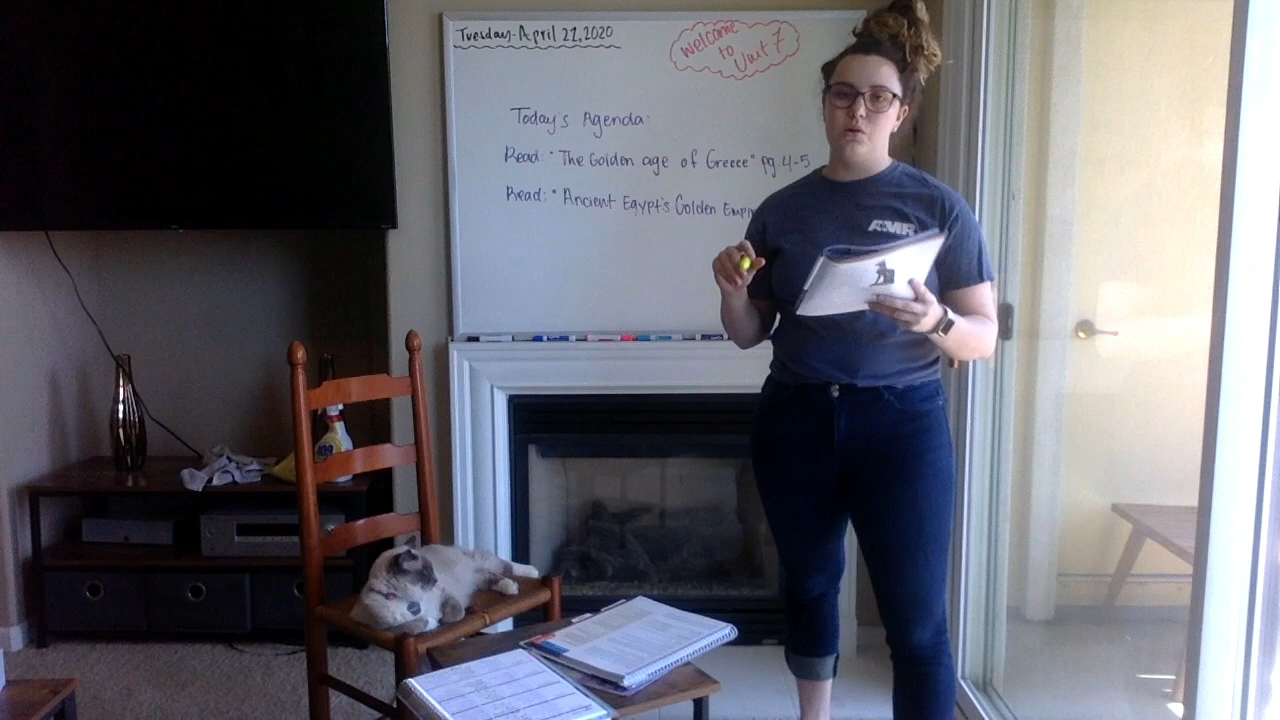 Tuesday-April 21,2020
Welcome
to
Unit 7
Today's Agenda:
Read: "The Golden age of Greece" pg. 4-5
Read: "Ancient Egypt's Golden
AMR